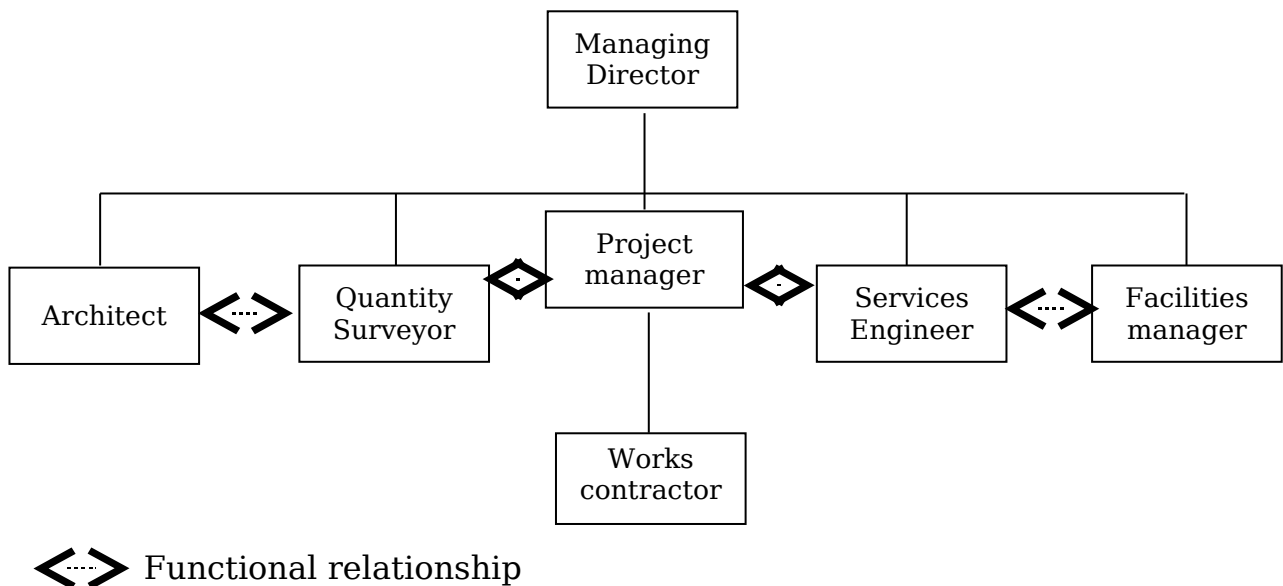 Managing
Director
Project
manager
Architect
Quantity
Surveyor
Services
Engineer
Facilities
manager
Works
contractor
Functional relationship